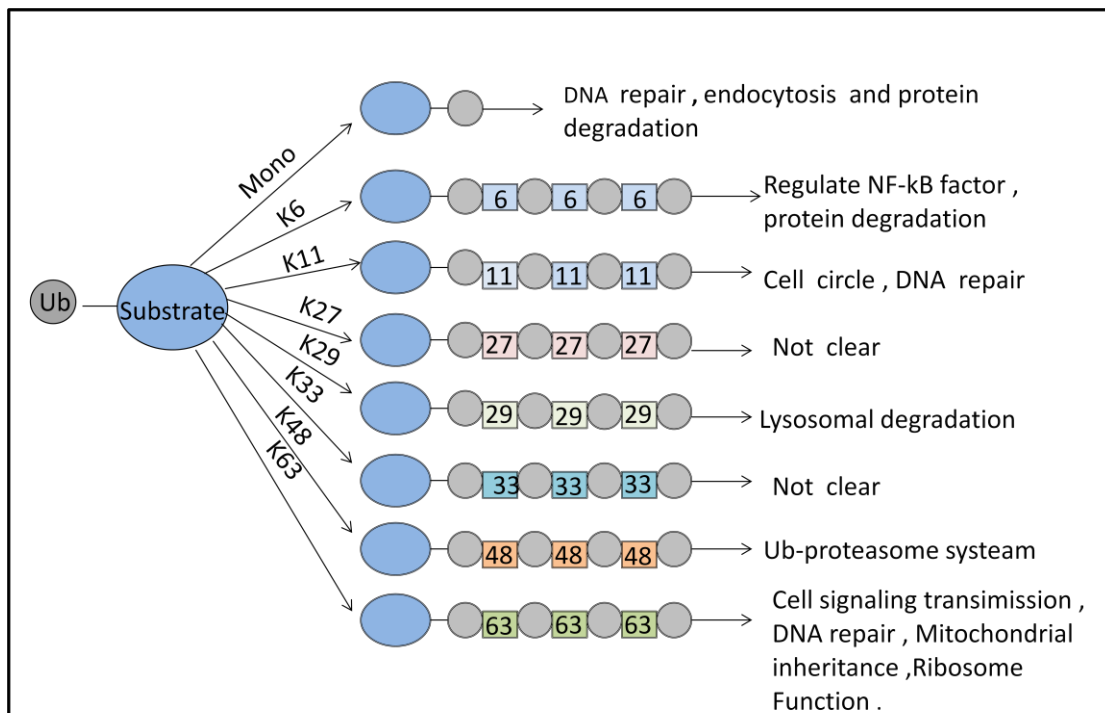 Mono
DNA repair , endocytosis and protein
degradation
K6
6 6 6
Regulate NF-kB factor ,
protein degradation
K11
11 11 11
Cell circle , DNA repair
Ub
Substrate
K27
27 27 27
Not clear
K29
29 29 29
Lysosomal degradation
K33
33 33 33
Not clear
K48
48 48 48
Ub-proteasome systeam
K63
63 63 63
Cell signaling transimission ,
DNA repair , Mitochondrial
inheritance ,Ribosome
Function .